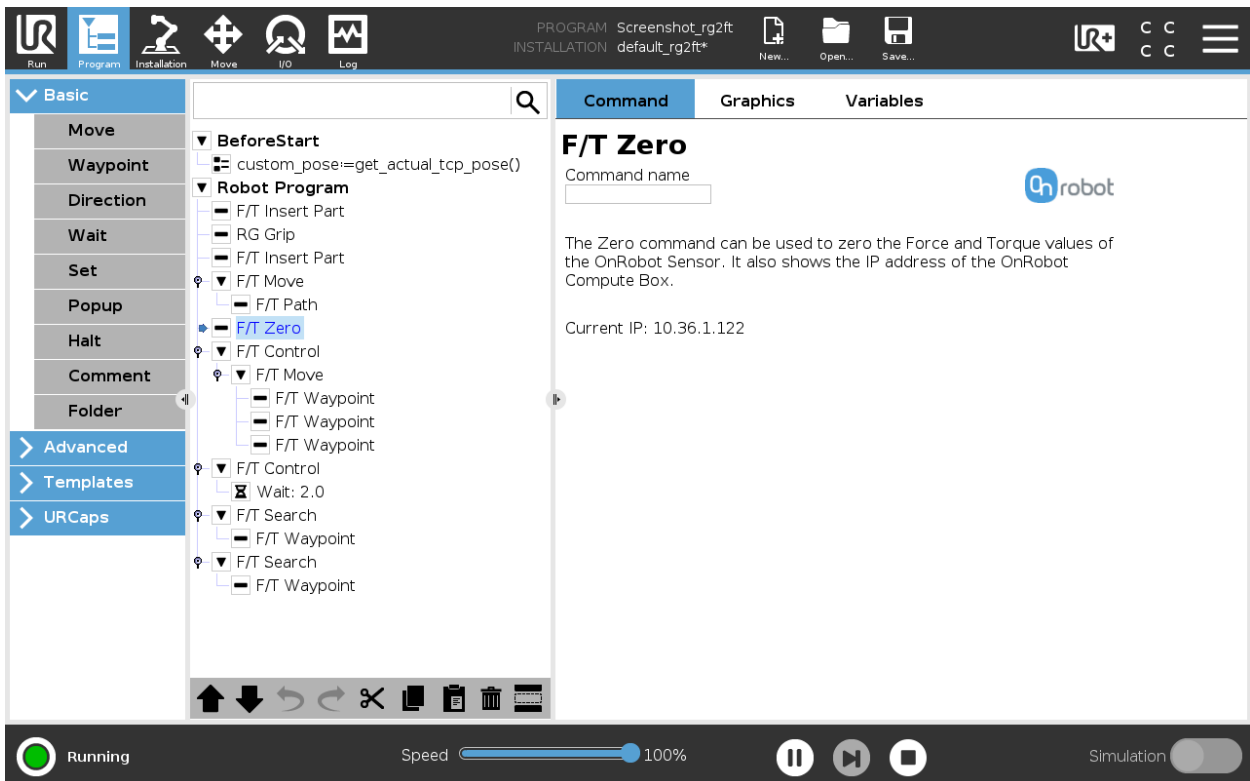 UR
Run
Program
Installation
Move
I/O
Log
PROGRAM Screenshot_rg2ft
INSTALLATION default_rg2ft*
New...
Open...
Save...
UR+
C C
C C
Basic
Move
Waypoint
Direction
Wait
Set
Popup
Halt
Comment
Folder
Advanced
Templates
URCaps
BeforeStart
custom_pose≔get_actual_tcp_pose()
Robot Program
F/T Insert Part
RG Grip
F/T Insert Part
F/T Move
F/T Path
F/T Zero
F/T Control
F/T Move
F/T Waypoint
F/T Waypoint
F/T Waypoint
F/T Control
Wait: 2.0
F/T Search
F/T Waypoint
F/T Search
F/T Waypoint
Command Graphics Variables
F/T Zero
Command name
On robot
The Zero command can be used to zero the Force and Torque values of
the OnRobot Sensor. It also shows the IP address of the OnRobot
Compute Box.
Current IP: 10.36.1.122
Running
Speed 100%
Simulation